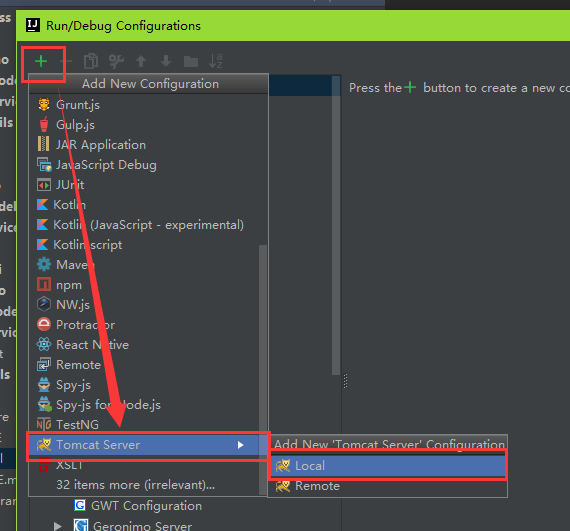 Run/Debug Configurations
Add New Configuration
Press the + button to create a new co
Grunt.js
Gulp.js
JAR Application
JavaScript Debug
JUnit
Kotlin
Kotlin (JavaScript - experimental)
Kotlin script
Maven
npm
NW.js
Protractor
React Native
Remote
Spy-js
Spy-js for Node.js
TestNG
Tomcat Server
Add New 'Tomcat Server' Configuration
XSLT
Local
32 items more (irrelevant)...
Remote
GWT Configuration
Geronimo Server